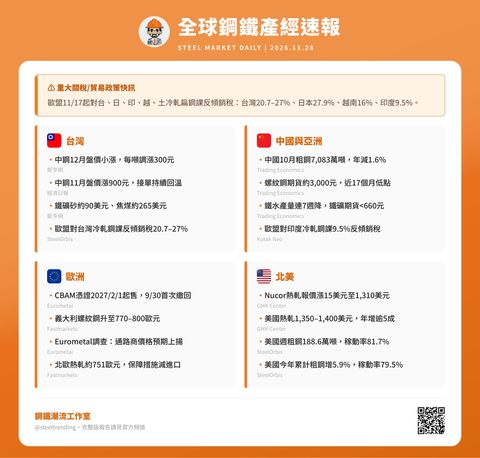 全球鋼鐵產經速報
STEEL MARKET DAILY | 2026.11.28
⚠ 重大關稅/貿易政策快訊
歐盟11/17起對台、日、印、越、土冷軋扁鋼課反傾銷稅：台灣20.7–27%、日本27.9%、越南16%、印度9.5%。
台灣
• 中鋼12月盤價小漲，每噸調漲300元
鉅亨網
• 中鋼11月盤價漲900元，接單持續回溫
經濟日報
• 鐵礦砂約90美元、焦煤約265美元
鉅亨網
• 歐盟對台灣冷軋鋼課反傾銷稅20.7–27%
SteelOrbis
中國與亞洲
• 中國10月粗鋼7,083萬噸，年減1.6%
Trading Economics
• 螺紋鋼期貨約3,000元，近17個月低點
Trading Economics
• 鐵水產量連7週降，鐵礦期貨<660元
Trading Economics
• 歐盟對印度冷軋鋼課9.5%反傾銷稅
Kotak Neo
歐洲
• CBAM憑證2027/2/1起售，9/30首次繳回
Eurometal
• 義大利螺紋鋼升至770–800歐元
Fastmarkets
• Eurometal調查：通路商價格預期上揚
Eurometal
• 北歐熱軋約751歐元，保障措施減進口
Fastmarkets
北美
• Nucor熱軋報價漲15美元至1,310美元
GMK Center
• 美國熱軋1,350–1,400美元，年增逾5成
GMK Center
• 美國週粗鋼188.6萬噸，稼動率81.7%
SteelOrbis
• 美國今年累計粗鋼增5.9%，稼動率79.5%
SteelOrbis
鋼鐵潮流工作室
@steeltrending，完整版報告請見官方頻道